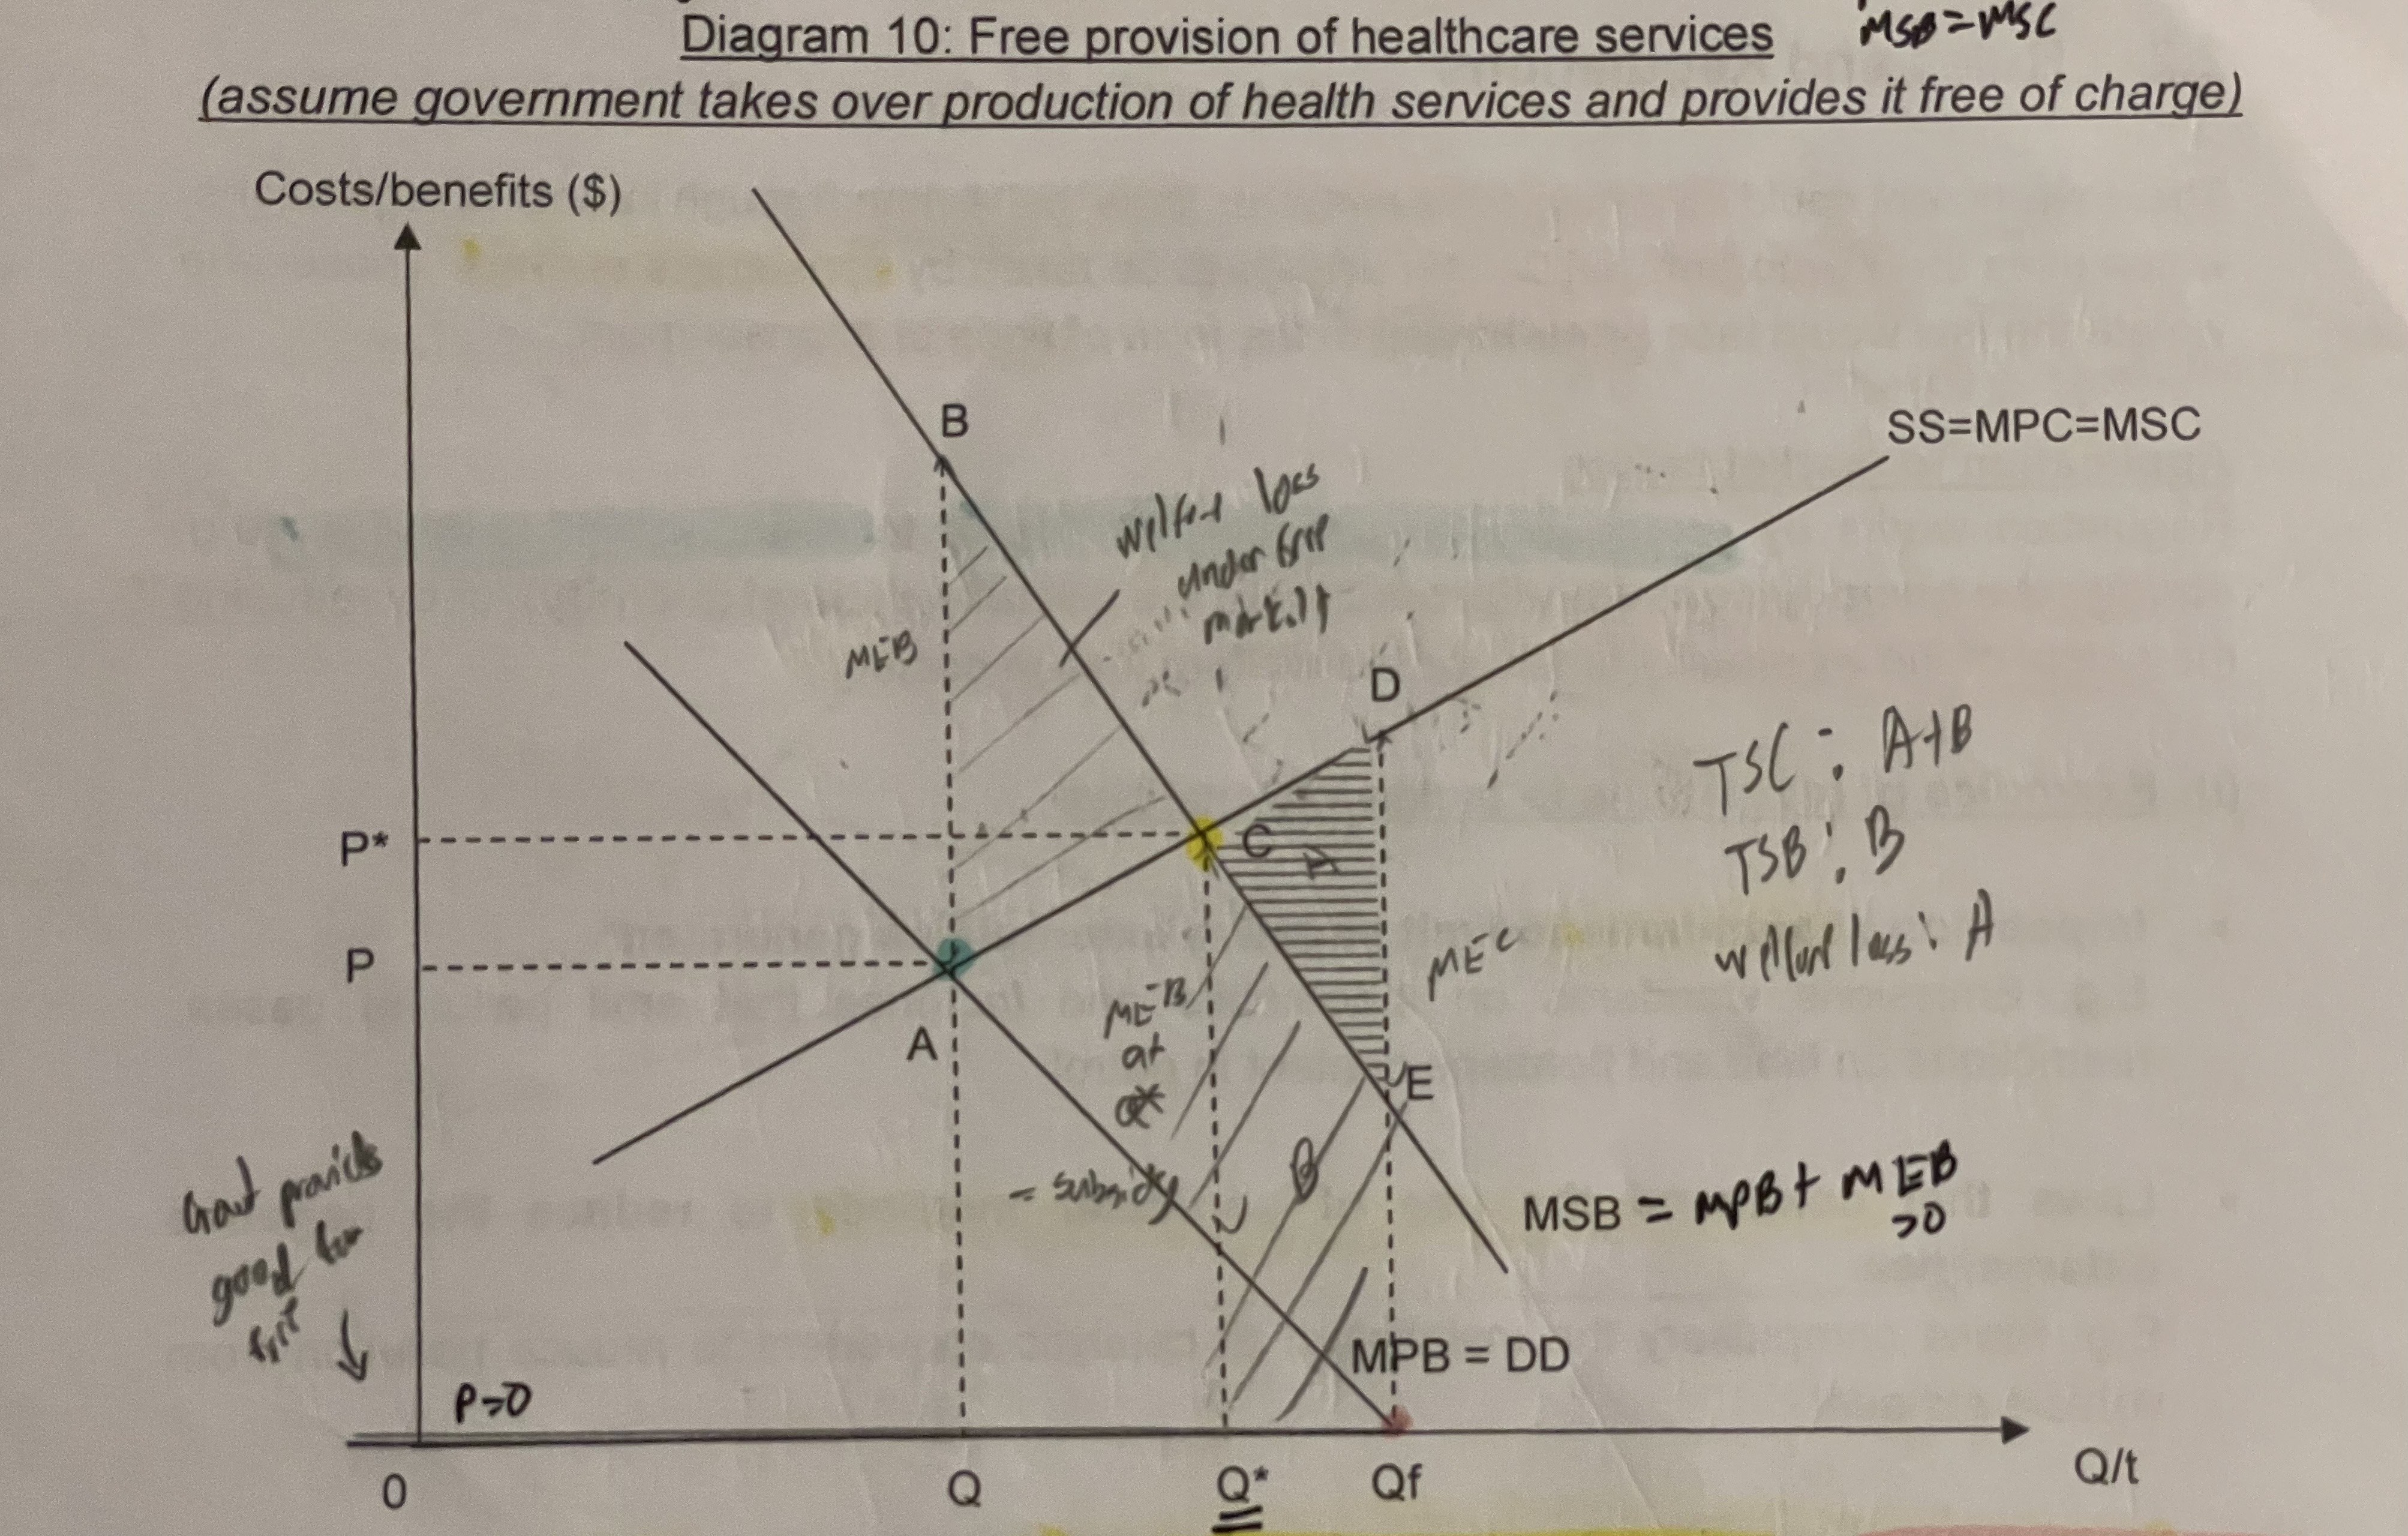 Diagram 10: Free provision of healthcare services
MSB=MSC
(assume government takes over production of health services and provides it free of charge)
Costs/benefits ($)
B
SS=MPC=MSC
welfare loss
under free
market
MEB
D
TSC: A+B
TSB: B
welfare loss: A
P*
C
A
P
MEC
MEB
at
Q*
A
E
= subsidy
B
MSB = MPB + MEB
>0
Govt provides
good for
free
MPB = DD
P=0
0
Q
Q*
Qf
Q/t